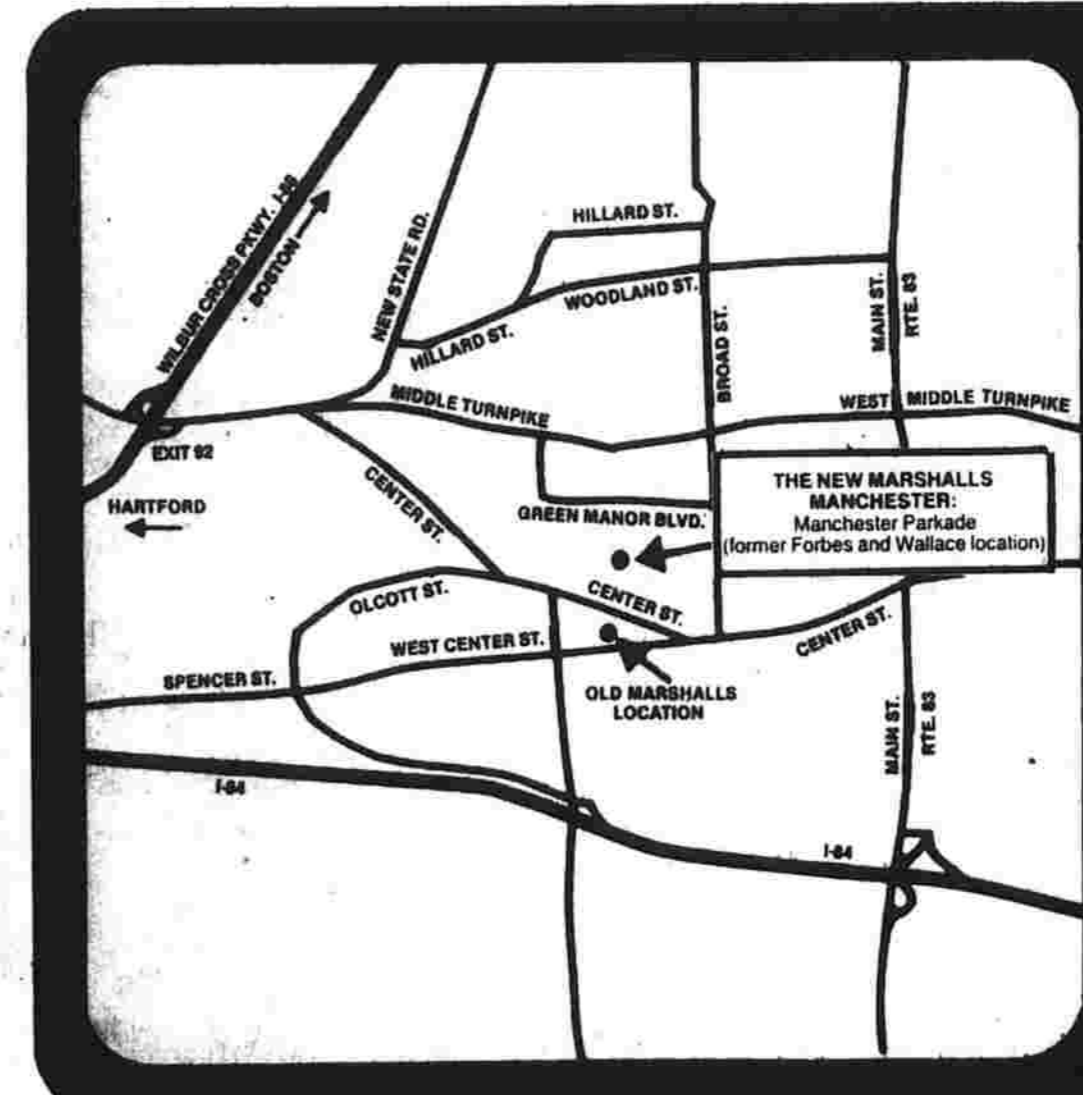 WILBUR CROSS PKWY. I-86
BOSTON
NEW STATE RD.
HILLARD ST.
WOODLAND ST.
HILLARD ST.
BROAD ST.
MAIN ST.
RTE. 83
MIDDLE TURNPIKE
WEST MIDDLE TURNPIKE
EXIT 92
HARTFORD
CENTER ST.
GREEN MANOR BLVD.
THE NEW MARSHALLS
MANCHESTER:
Manchester Parkade
(former Forbes and Wallace location)
OLCOTT ST.
CENTER ST.
WEST CENTER ST.
CENTER ST.
SPENCER ST.
OLD MARSHALLS
LOCATION
MAIN ST.
RTE. 83
I-84
I-84